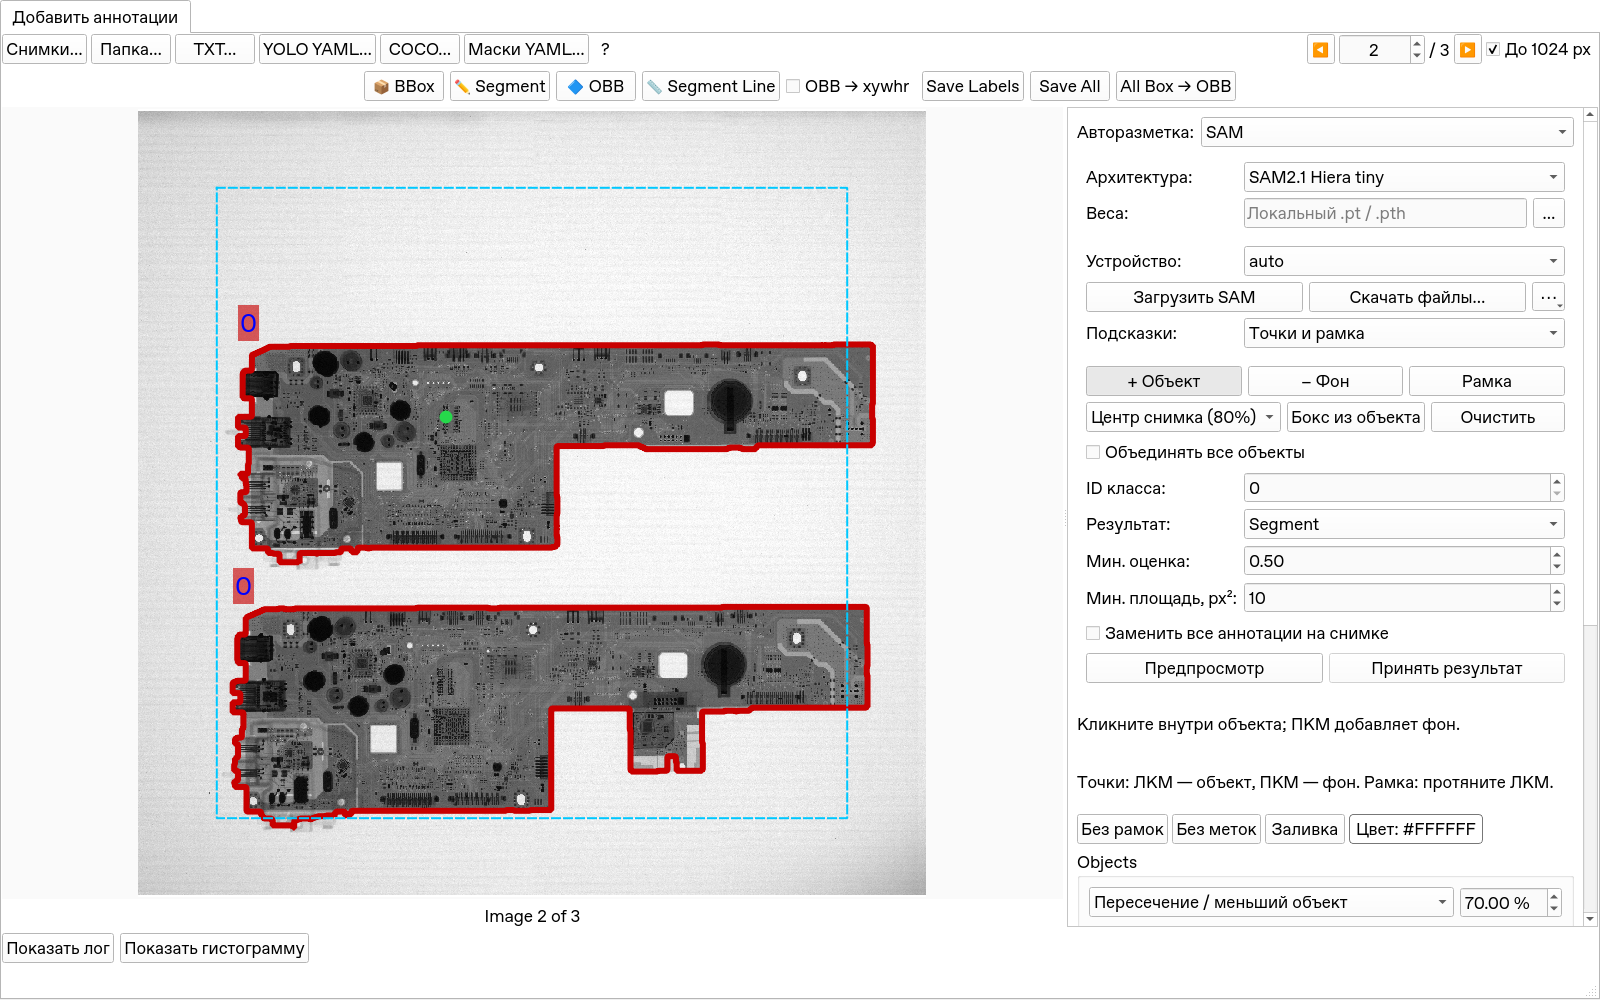 Добавить аннотации
Снимки... Папка... TXT... YOLO YAML... COCO... Маски YAML... ? 2 / 3 До 1024 px
BBox Segment OBB Segment Line OBB → xywhr Save Labels Save All All Box → OBB
Авторазметка: SAM
Архитектура: SAM2.1 Hiera tiny
Веса: Локальный .pt / .pth ...
Устройство: auto
Загрузить SAM Скачать файлы... ...
Подсказки: Точки и рамка
+ Объект – Фон Рамка
Центр снимка (80%) Бокс из объекта Очистить
Объединять все объекты
ID класса: 0
Результат: Segment
Мин. оценка: 0.50
Мин. площадь, px²: 10
Заменить все аннотации на снимке
Предпросмотр Принять результат
Кликните внутри объекта; ПКМ добавляет фон.
Точки: ЛКМ — объект, ПКМ — фон. Рамка: протяните ЛКМ.
Без рамок Без меток Заливка Цвет: #FFFFFF
Objects
Пересечение / меньший объект 70.00 %
0
0
Image 2 of 3
Показать лог Показать гистограмму